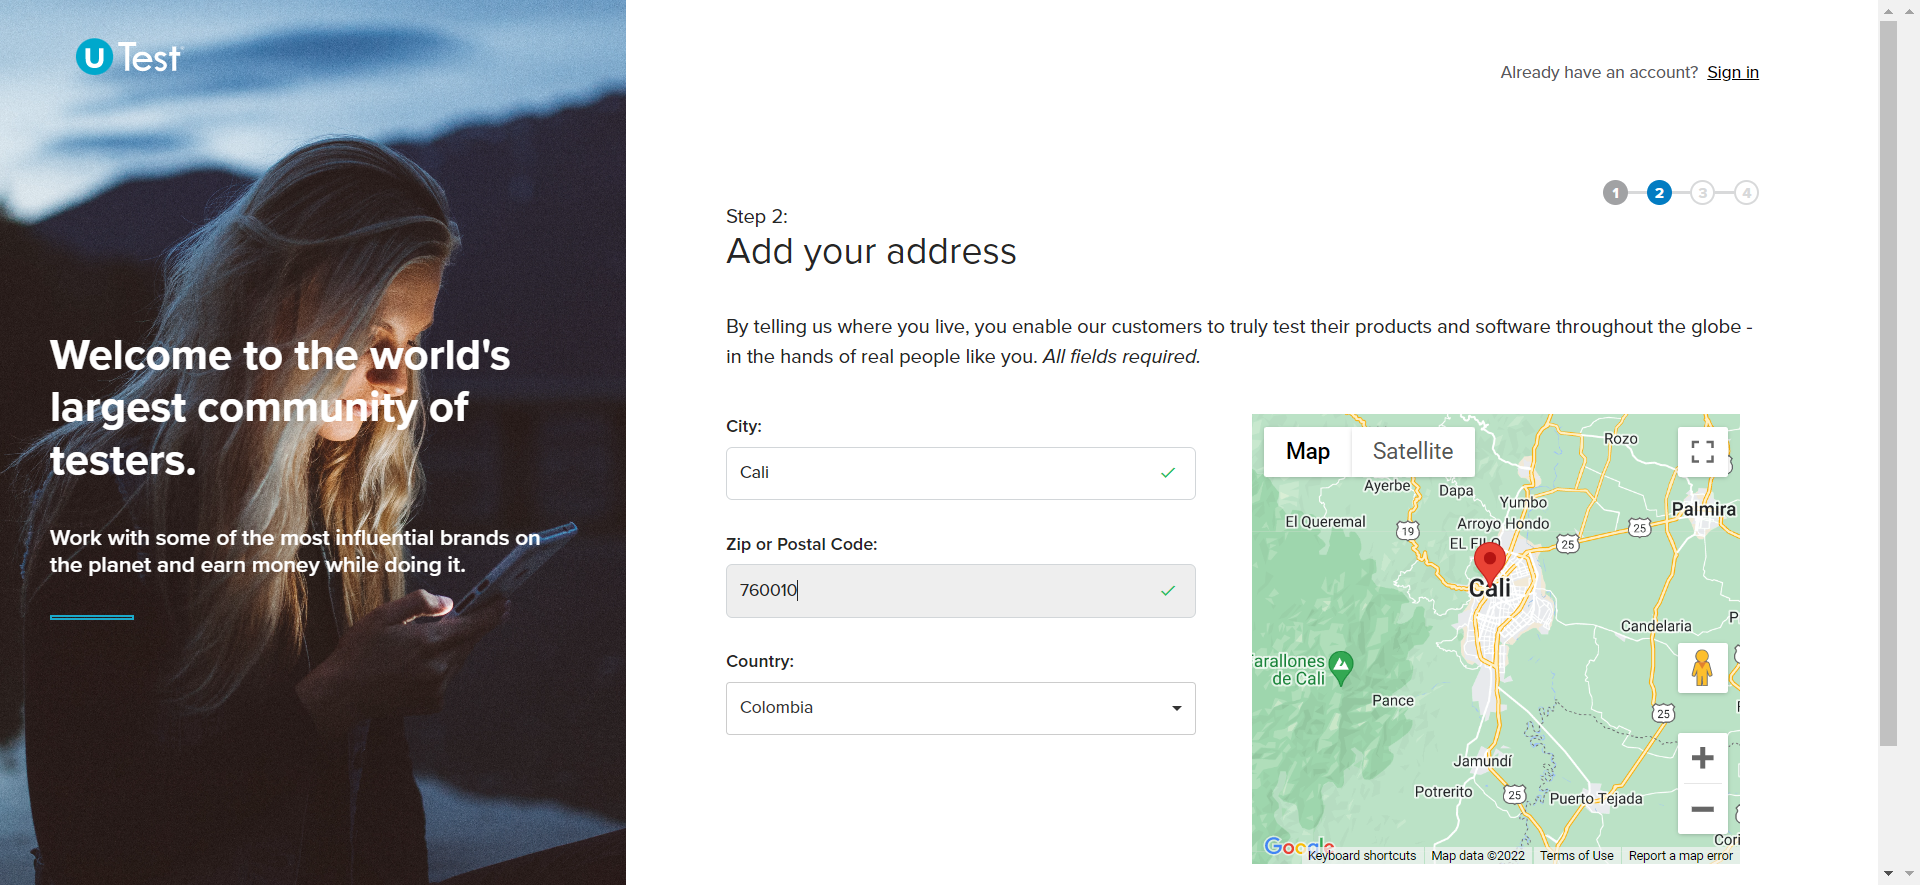 U Test
Already have an account? Sign in
1 2 3 4
Step 2:
Add your address
By telling us where you live, you enable our customers to truly test their products and software throughout the globe -
in the hands of real people like you. All fields required.
Welcome to the world's
largest community of
testers.
Work with some of the most influential brands on
the planet and earn money while doing it.
City:
Cali
Zip or Postal Code:
760010
Country:
Colombia
Map Satellite
Rozo
Ayerbe
Dapa
Yumbo
Palmira
El Queremal
Arroyo Hondo
19
25
25
EL FILO
Cali
Candelaria
arallones
de Cali
Pance
25
Jamundí
Potrerito
25
Puerto Tejada
Cori
Google
Keyboard shortcuts
Map data ©2022
Terms of Use
Report a map error